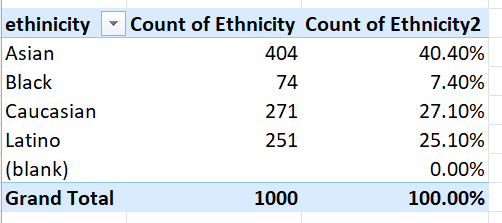 ethinicity Count of Ethnicity Count of Ethnicity2
Asian 404 40.40%
Black 74 7.40%
Caucasian 271 27.10%
Latino 251 25.10%
(blank) 0.00%
Grand Total 1000 100.00%